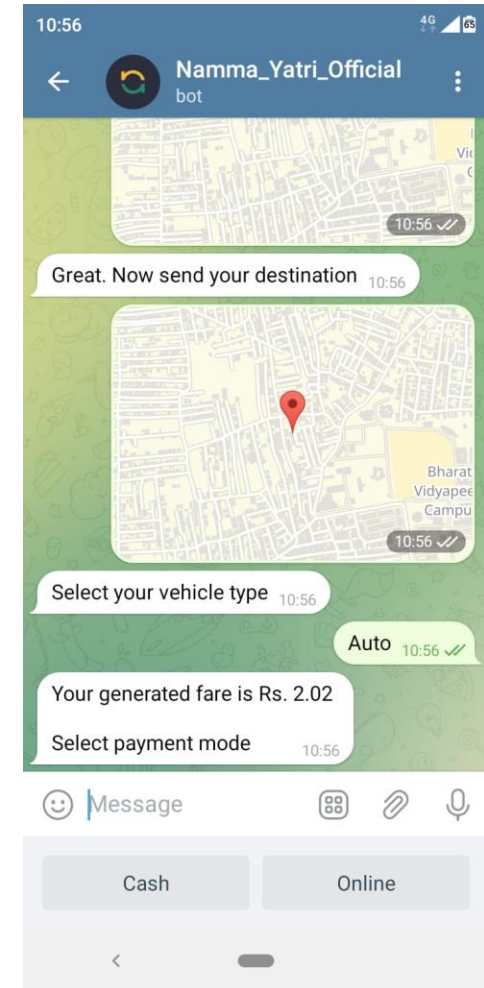 10:56
4G
65
Namma_Yatri_Official
bot
Vic
10:56
Great. Now send your destination 10:56
Bharat
Vidyapee
Campu
10:56
Select your vehicle type 10:56
Auto 10:56
Your generated fare is Rs. 2.02
Select payment mode 10:56
Message
Cash
Online